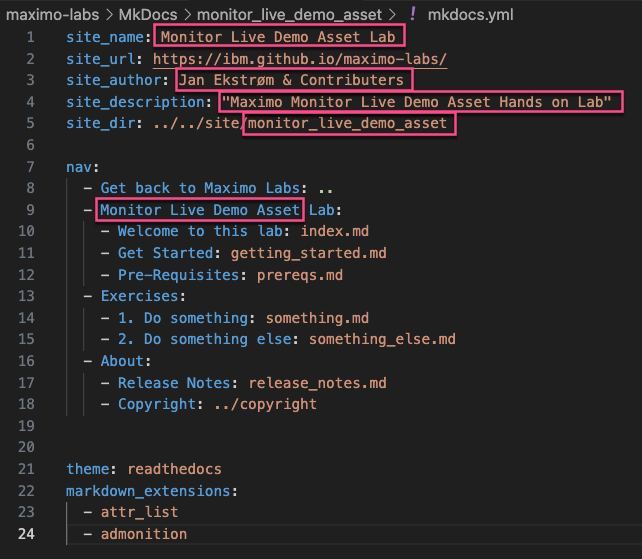 maximo-labs > MkDocs > monitor_live_demo_asset > ! mkdocs.yml
1 site_name: Monitor Live Demo Asset Lab
2 site_url: https://ibm.github.io/maximo-labs/
3 site_author: Jan Ekstrøm & Contributers
4 site_description: "Maximo Monitor Live Demo Asset Hands on Lab"
5 site_dir: ../../site/monitor_live_demo_asset
6
7 nav:
8 - Get back to Maximo Labs: ..
9 - Monitor Live Demo Asset Lab:
10 - Welcome to this lab: index.md
11 - Get Started: getting_started.md
12 - Pre-Requisites: prereqs.md
13 - Exercises:
14 - 1. Do something: something.md
15 - 2. Do something else: something_else.md
16 - About:
17 - Release Notes: release_notes.md
18 - Copyright: ../copyright
19
20
21 theme: readthedocs
22 markdown_extensions:
23 - attr_list
24 - admonition